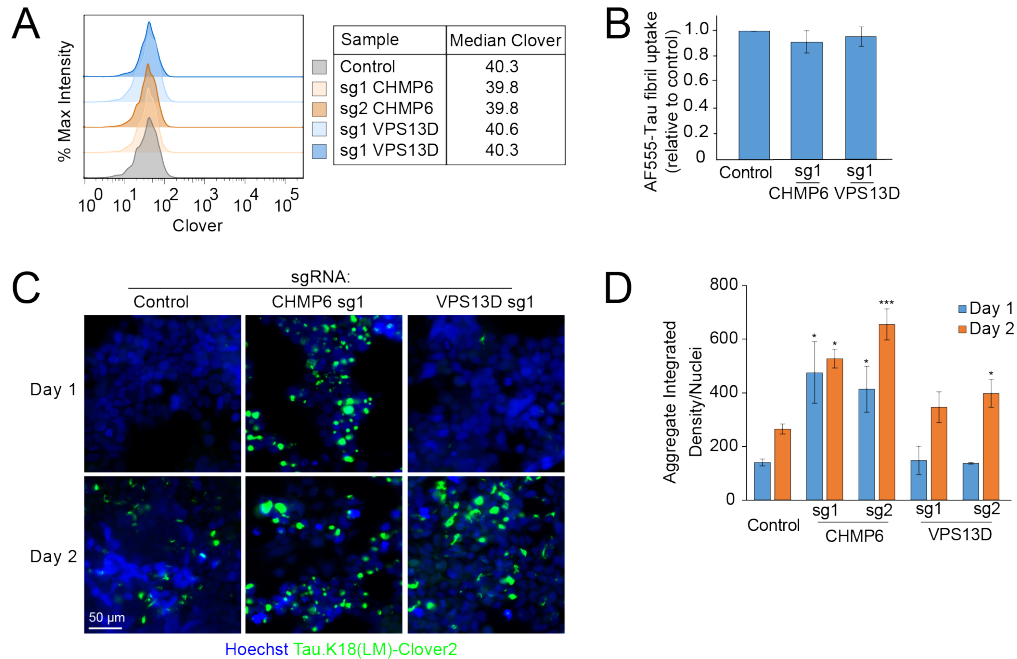 A
% Max Intensity
10^0 10^1 10^2 10^3 10^4 10^5
Clover
Sample Median Clover
Control 40.3
sg1 CHMP6 39.8
sg2 CHMP6 39.8
sg1 VPS13D 40.6
sg1 VPS13D 40.3
B
AF555-Tau fibril uptake
(relative to control)
1.0
0.8
0.6
0.4
0.2
0
Control sg1 sg1
CHMP6 VPS13D
C
sgRNA:
Control CHMP6 sg1 VPS13D sg1
Day 1
Day 2
50 µm
Hoechst Tau.K18(LM)-Clover2
D
Aggregate Integrated
Density/Nuclei
800
600
400
200
0
* * * *** *
Day 1
Day 2
Control sg1 sg2 sg1 sg2
CHMP6 VPS13D